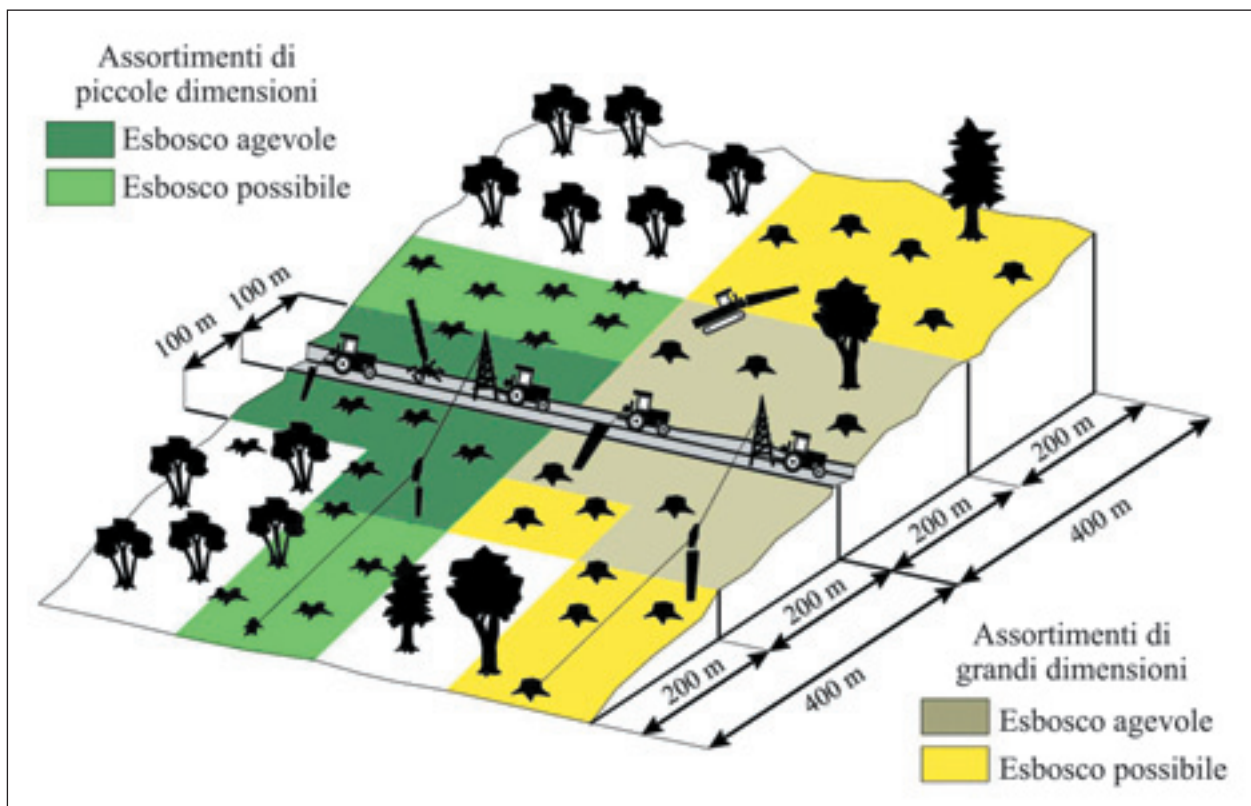 Assortimenti di
piccole dimensioni
Esbosco agevole
Esbosco possibile
100 m
100 m
200 m
200 m
400 m
200 m
200 m
400 m
Assortimenti di
grandi dimensioni
Esbosco agevole
Esbosco possibile